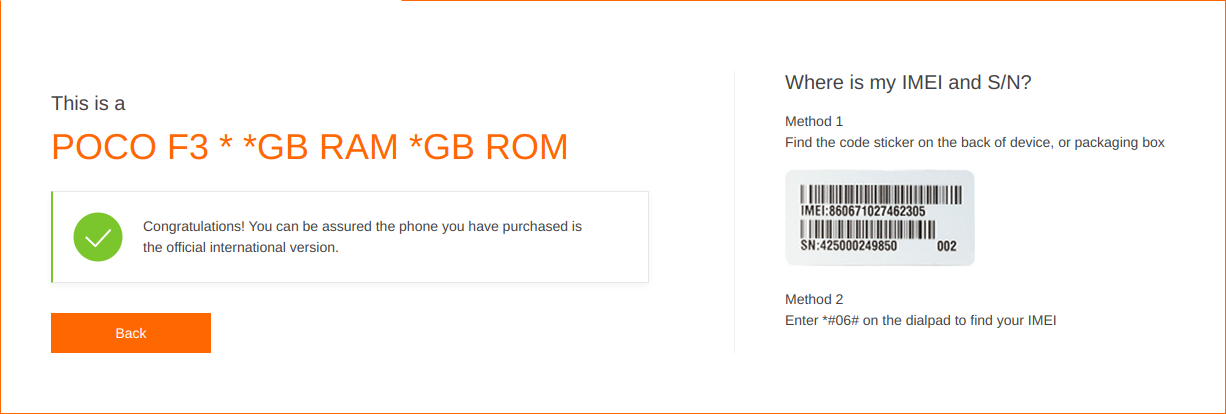 This is a
POCO F3 * *GB RAM *GB ROM
Congratulations! You can be assured the phone you have purchased is
the official international version.
Back
Where is my IMEI and S/N?
Method 1
Find the code sticker on the back of device, or packaging box
IMEI:860671027462305
SN:425000249850 002
Method 2
Enter *#06# on the dialpad to find your IMEI